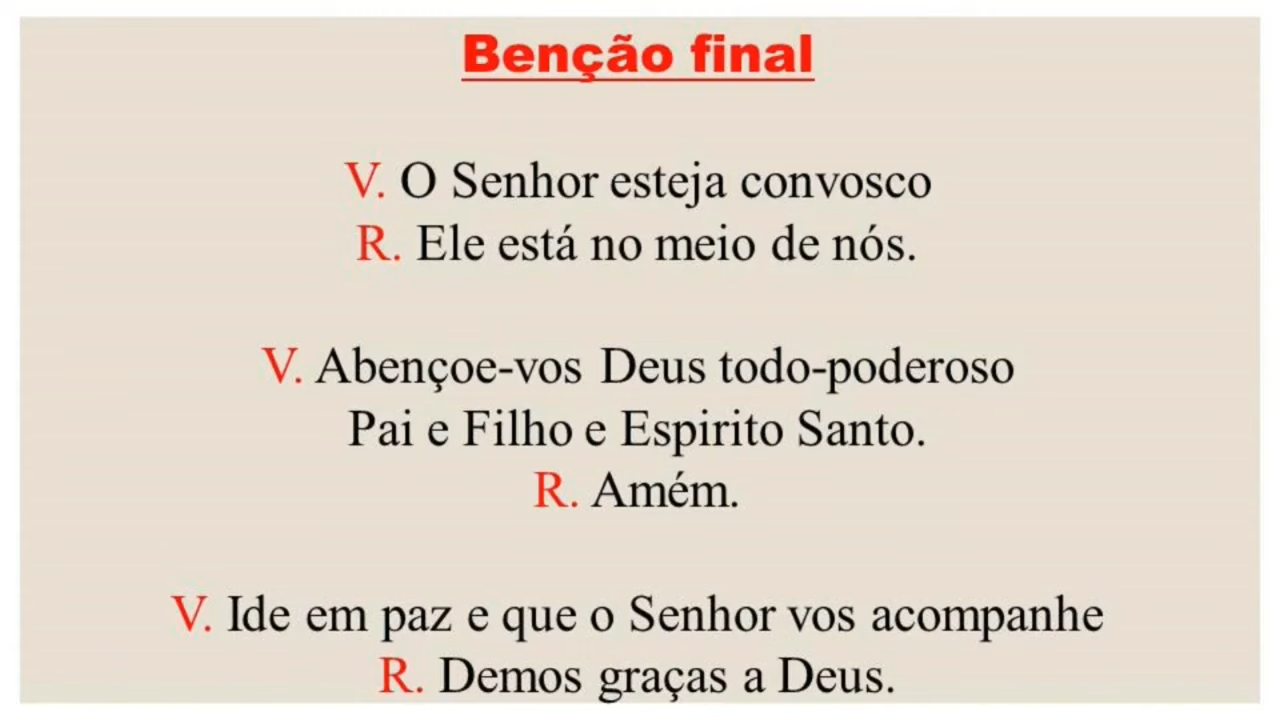 Benção final
V. O Senhor esteja convosco
R. Ele está no meio de nós.
V. Abençoe-vos Deus todo-poderoso
Pai e Filho e Espirito Santo.
R. Amém.
V. Ide em paz e que o Senhor vos acompanhe
R. Demos graças a Deus.